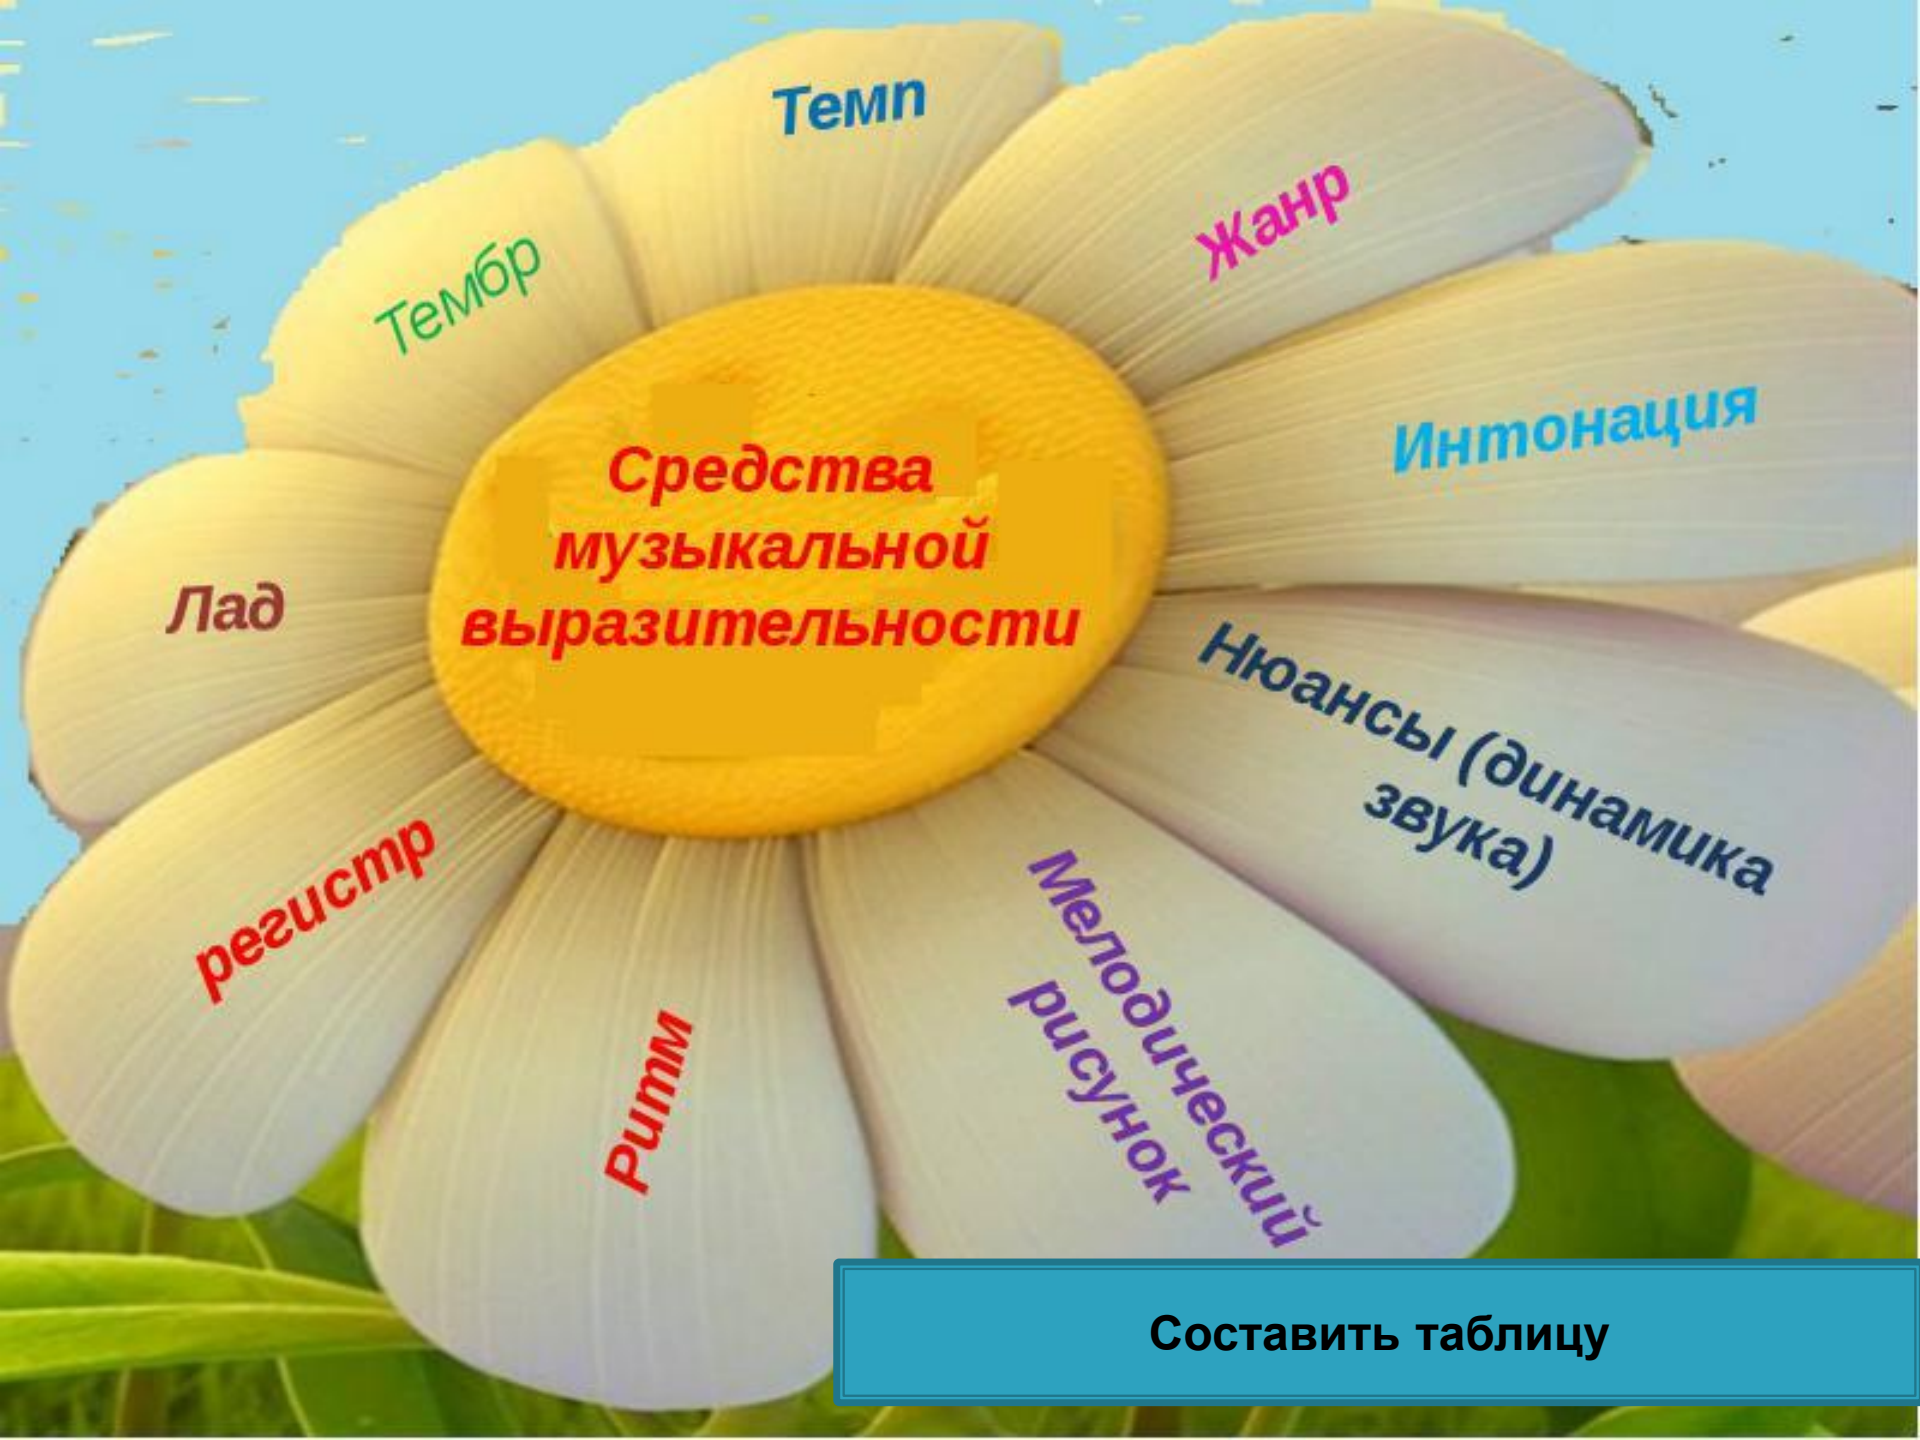 Темп
Жанр
Тембр
Интонация
Средства
музыкальной
выразительности
Лад
Нюансы (динамика
звука)
регистр
Мелодический
рисунок
Ритм
Составить таблицу